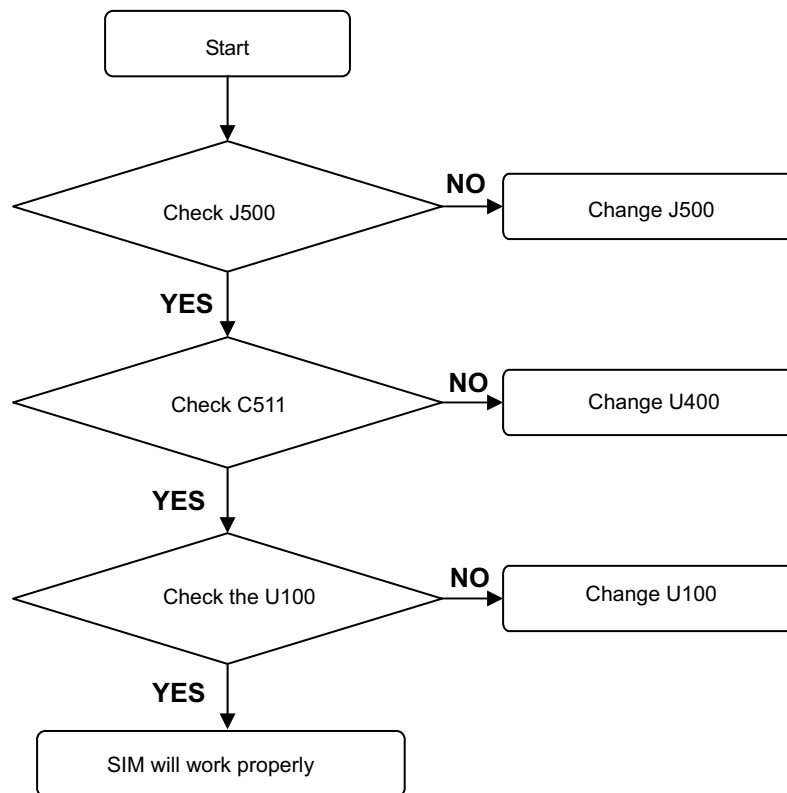 Start
Check J500
NO
Change J500
YES
Check C511
NO
Change U400
YES
Check the U100
NO
Change U100
YES
SIM will work properly